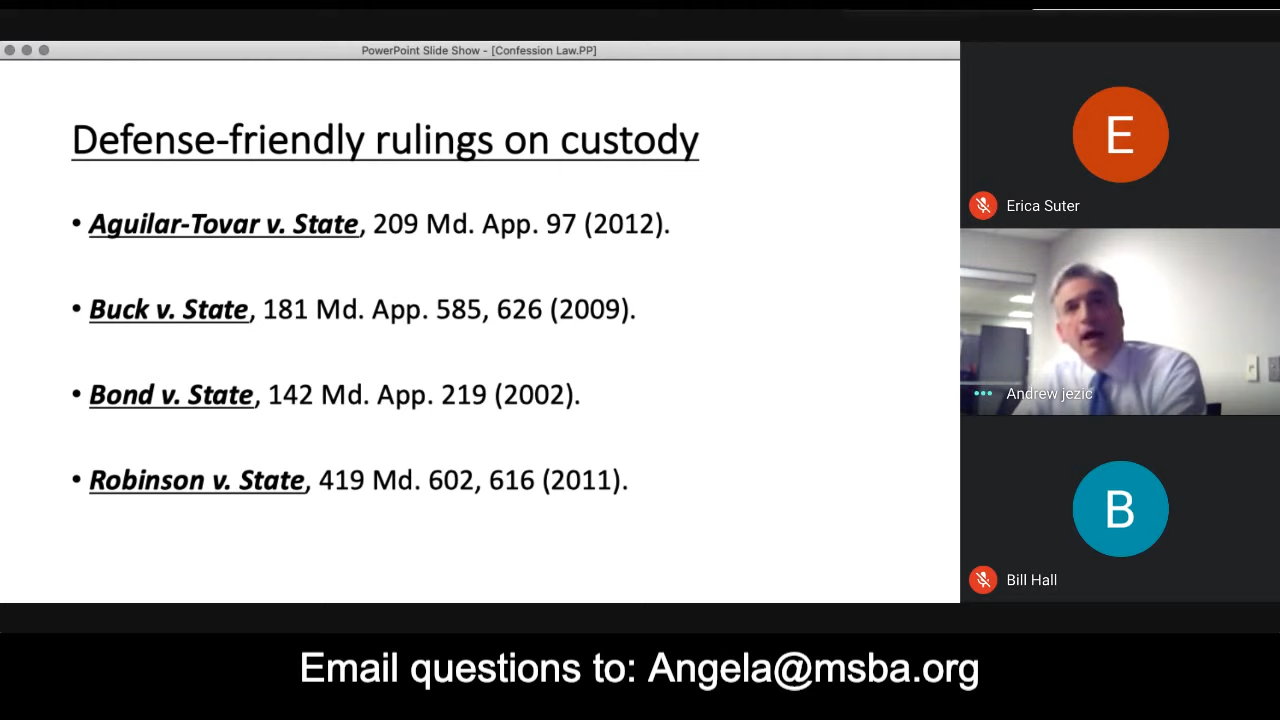 PowerPoint Slide Show - [Confession Law.PP]
Defense-friendly rulings on custody
• Aguilar-Tovar v. State, 209 Md. App. 97 (2012).
• Buck v. State, 181 Md. App. 585, 626 (2009).
• Bond v. State, 142 Md. App. 219 (2002).
• Robinson v. State, 419 Md. 602, 616 (2011).
E
Erica Suter
Andrew jezic
B
Bill Hall
Email questions to: Angela@msba.org